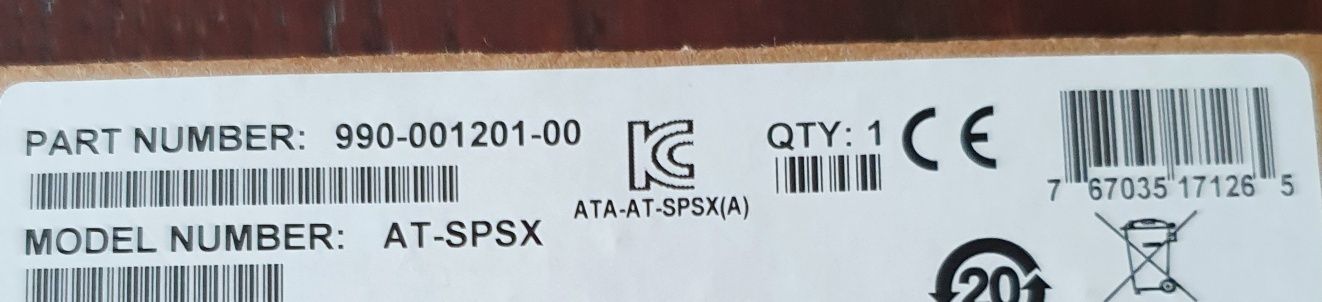 PART NUMBER: 990-001201-00
QTY: 1
CE
7 67035 17126 5
ATA-AT-SPSX(A)
MODEL NUMBER: AT-SPSX
20